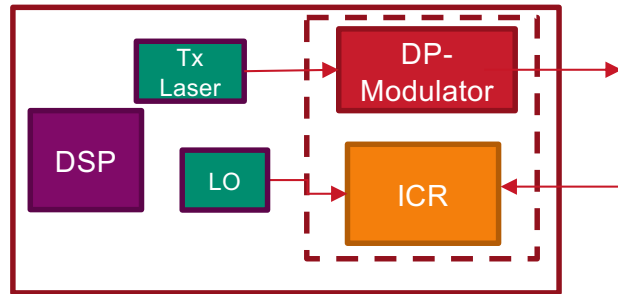 Tx
Laser
DP-
Modulator
DSP
LO
ICR